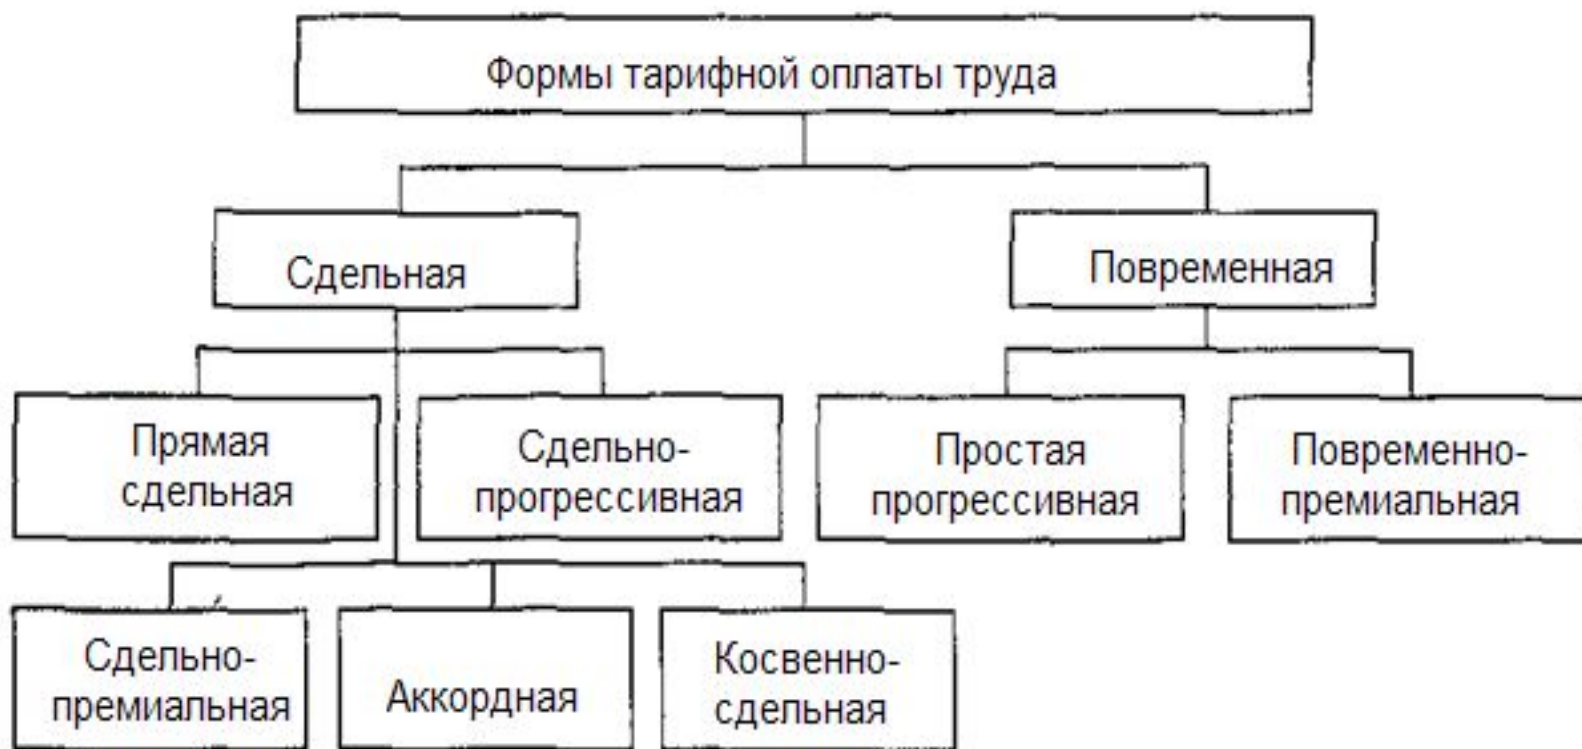 Формы тарифной оплаты труда
Сдельная
Повременная
Прямая
сдельная
Сдельно-
прогрессивная
Простая
прогрессивная
Повременно-
премиальная
Сдельно-
премиальная
Аккордная
Косвенно-
сдельная